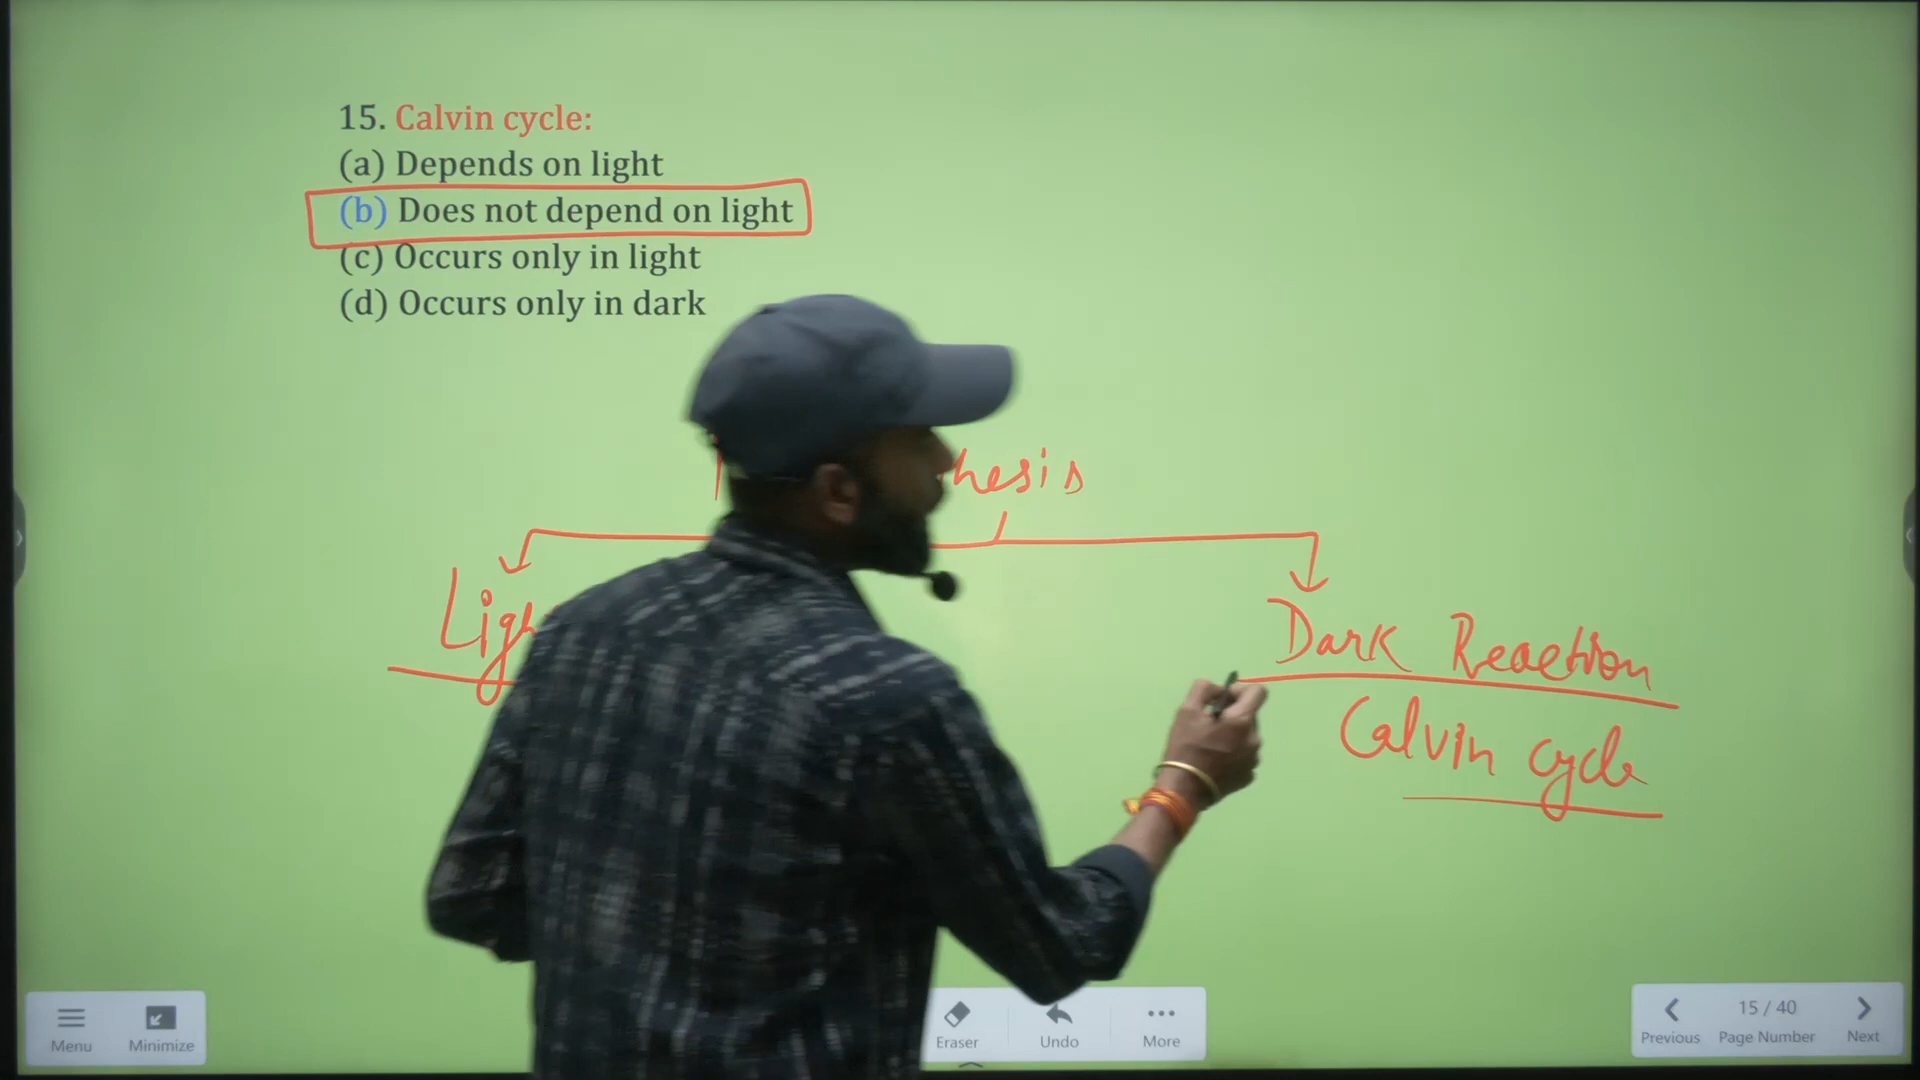 15. Calvin cycle:
(a) Depends on light
(b) Does not depend on light
(c) Occurs only in light
(d) Occurs only in dark
Dark Reaction
Calvin cycle
Menu
Minimize
Eraser
Undo
More
15 / 40
Previous
Page Number
Next